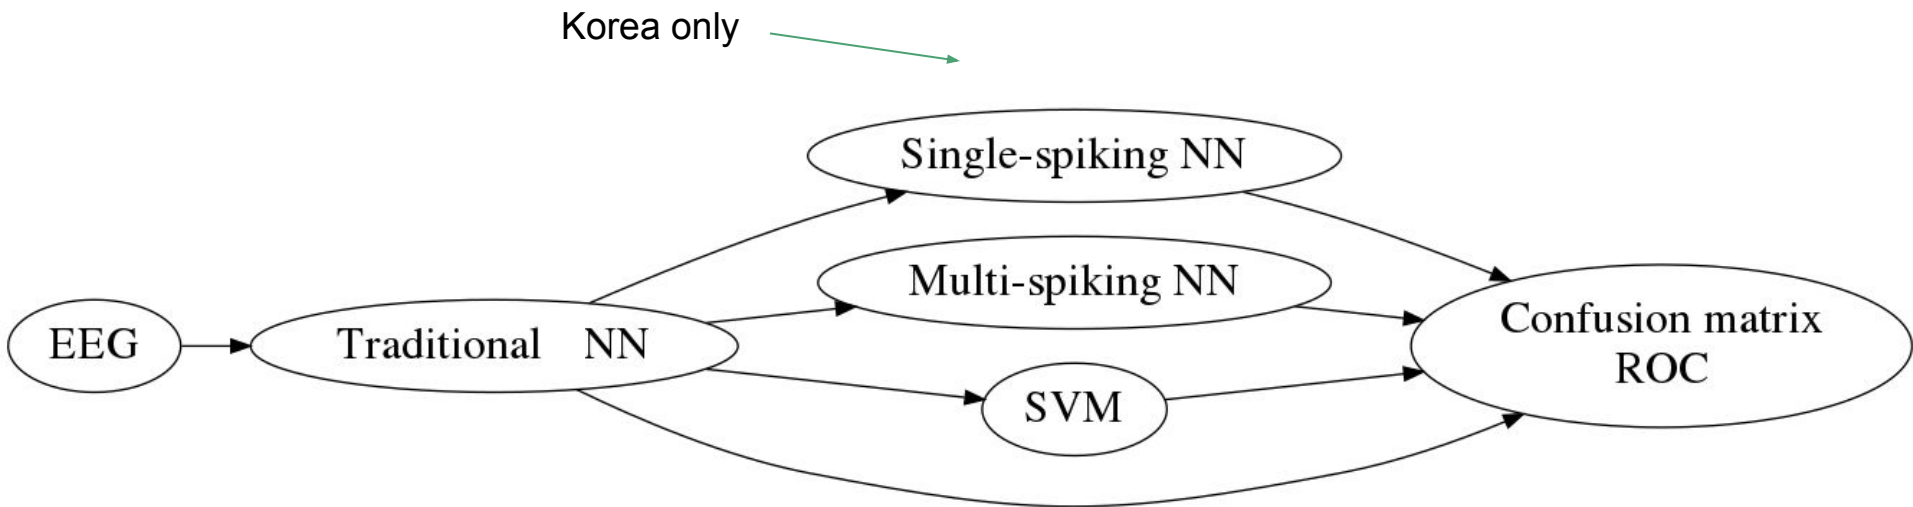 Korea only
Single-spiking NN
Multi-spiking NN
EEG
Traditional NN
SVM
Confusion matrix
ROC